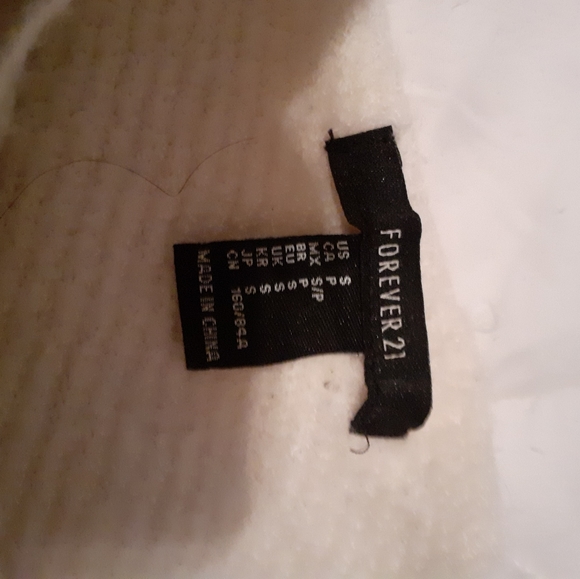 FOREVER 21
US S
CA P
MX S/P
BR P
EU S
UK S
KR S
JP S
CN 160/84A
MADE IN CHINA